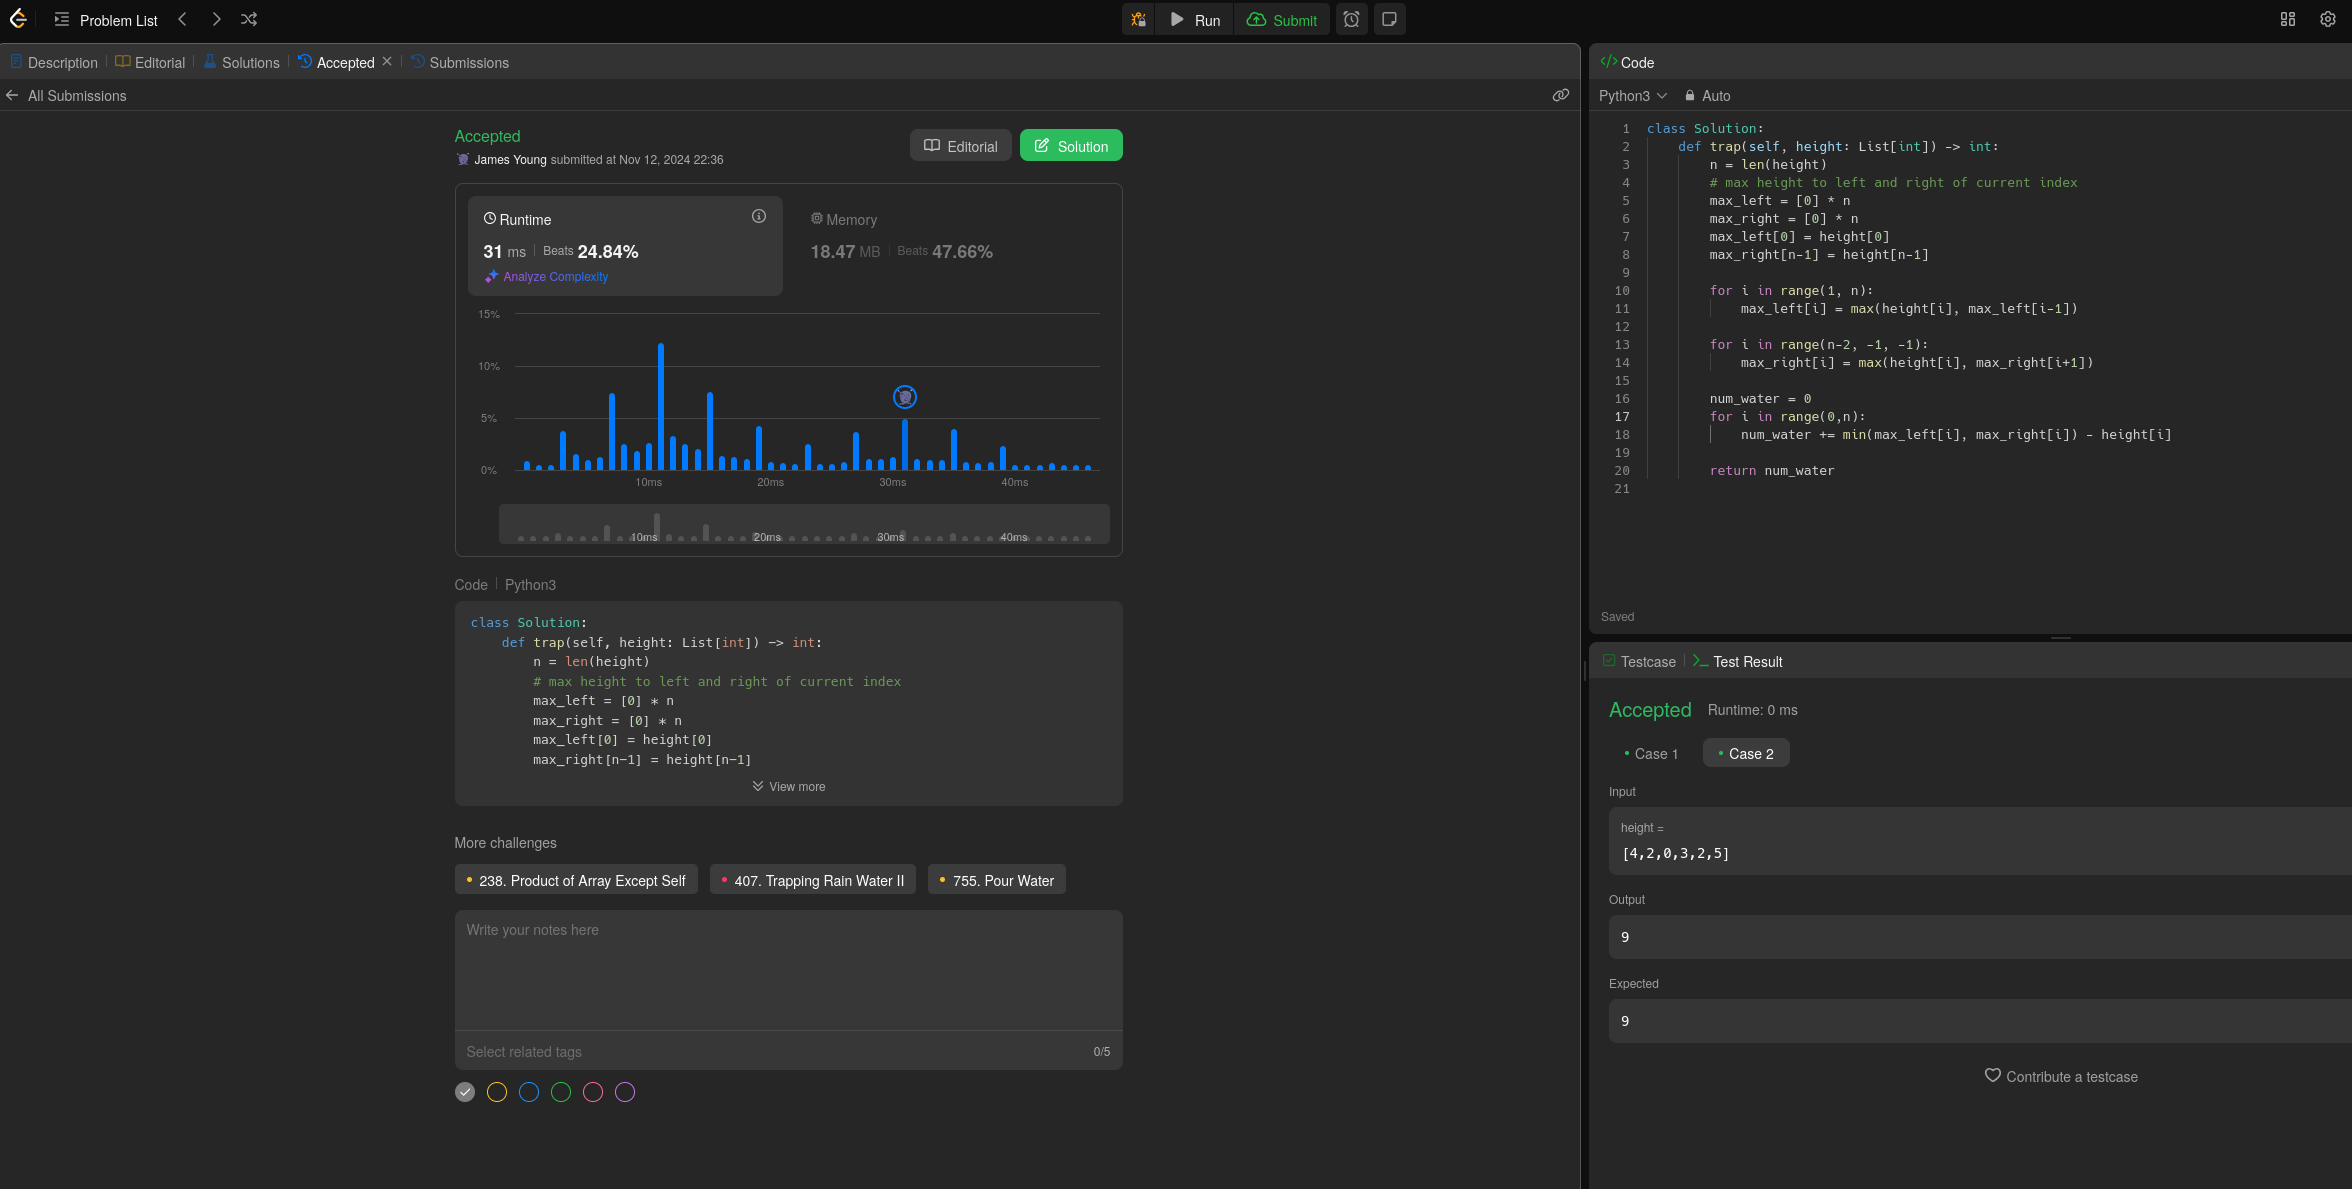 Problem List
Run
Submit
Description
Editorial
Solutions
Accepted
Submissions
All Submissions
Accepted
James Young submitted at Nov 12, 2024 22:36
Editorial
Solution
Runtime
31 ms | Beats 24.84%
Analyze Complexity
Memory
18.47 MB | Beats 47.66%
15%
10%
5%
0%
10ms 20ms 30ms 40ms
10ms 20ms 30ms 40ms
Code | Python3
class Solution:
    def trap(self, height: List[int]) -> int:
        n = len(height)
        # max height to left and right of current index
        max_left = [0] * n
        max_right = [0] * n
        max_left[0] = height[0]
        max_right[n-1] = height[n-1]
View more
More challenges
238. Product of Array Except Self
407. Trapping Rain Water II
755. Pour Water
Write your notes here
Select related tags
0/5
Code
Python3
Auto
1 class Solution:
2     def trap(self, height: List[int]) -> int:
3         n = len(height)
4         # max height to left and right of current index
5         max_left = [0] * n
6         max_right = [0] * n
7         max_left[0] = height[0]
8         max_right[n-1] = height[n-1]
9
10         for i in range(1, n):
11             max_left[i] = max(height[i], max_left[i-1])
12
13         for i in range(n-2, -1, -1):
14             max_right[i] = max(height[i], max_right[i+1])
15
16         num_water = 0
17         for i in range(0,n):
18             num_water += min(max_left[i], max_right[i]) - height[i]
19
20         return num_water
21
Saved
Testcase
Test Result
Accepted
Runtime: 0 ms
Case 1
Case 2
Input
height =
[4,2,0,3,2,5]
Output
9
Expected
9
Contribute a testcase